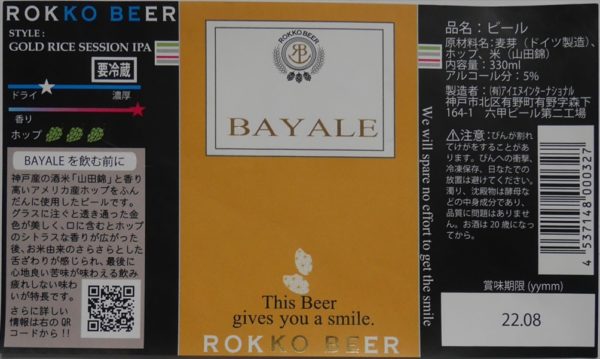 ROKKO BEER
STYLE :
GOLD RICE SESSION IPA
要冷蔵
ドライ
濃厚
香り
ホップ
BAYALEを飲む前に
神戸産の酒米「山田錦」と香り
高いアメリカ産ホップをふん
だんに使用したビールです。
グラスに注ぐと透き通った金
色が美しく、口に含むとホップ
のシトラスな香りが広がった
後、お米由来のさらさらとした
舌ざわりが感じられ、最後に
心地良い苦味が味わえる飲み
疲れしない味わ
いが特長です。
さらに詳しい
情報は右のQR
コードから!!
ROKKO BEER
RB
BAYALE
This Beer
gives you a smile.
ROKKO BEER
We will spare no effort to get the smile
品名：ビール
原材料名:麦芽（ドイツ製造）、
ホップ、米（山田錦）
内容量：330ml
アルコール分：5%
製造者：㈲アイエヌインターナショナル
神戸市北区有野町有野字森下
164-1　六甲ビール第二工場
⚠注意：びんが割れ
てけがをすることがあ
ります。びんへの衝撃、
冷凍保存、日なたでの
放置は避けてください。
濁り、沈殿物は酵母な
どの中身成分であり、
品質に問題はありませ
ん。お酒は20歳になっ
てから。
4 537148 000327
賞味期限 (yymm)
22.08